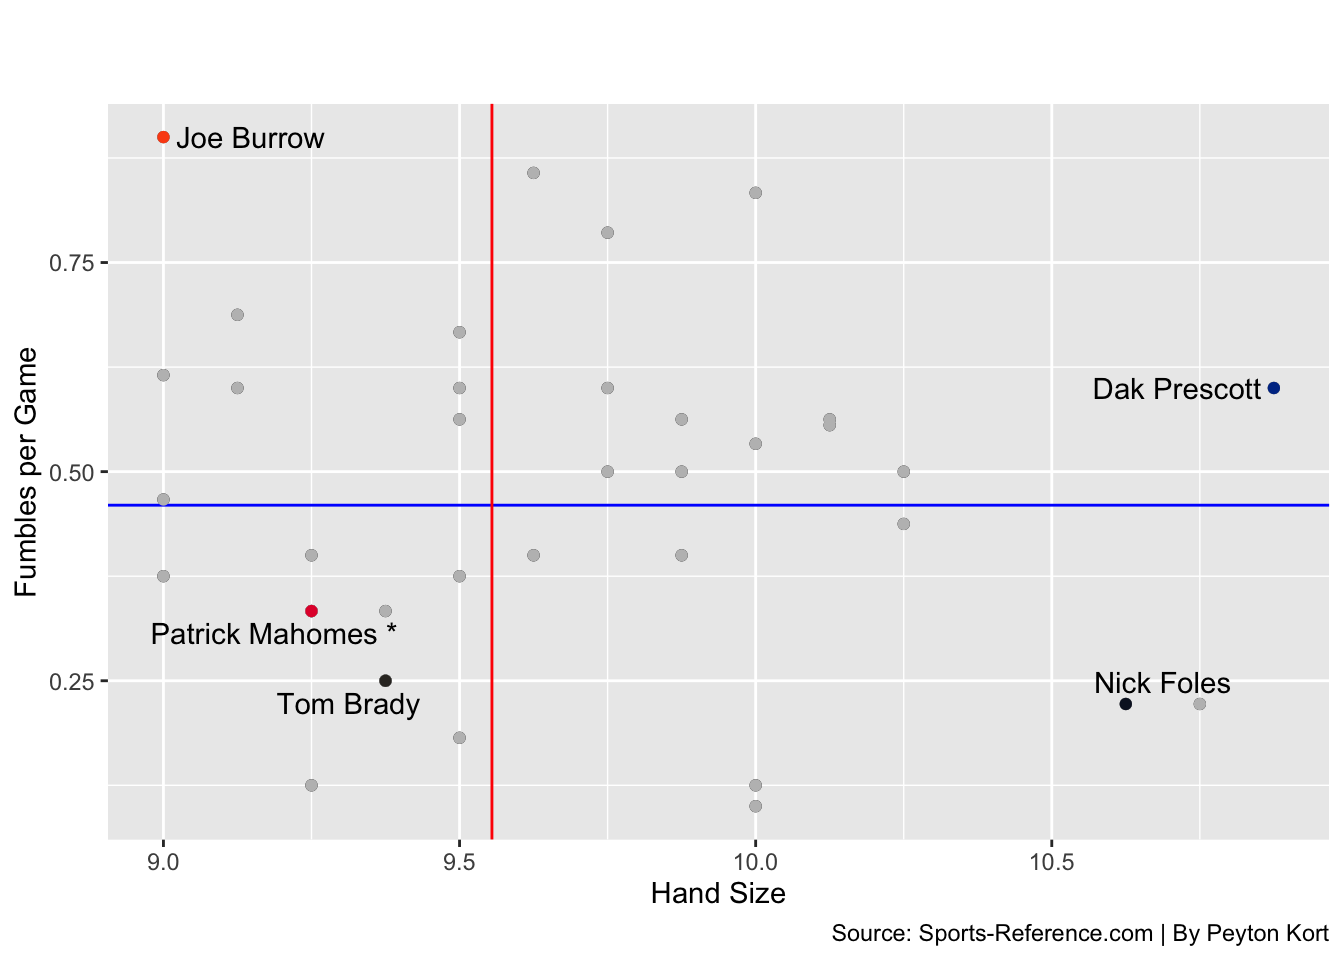 Joe Burrow
0.75
Dak Prescott
Fumbles per Game
0.50
Patrick Mahomes *
0.25
Nick Foles
Tom Brady
9.0
9.5
10.0
10.5
Hand Size
Source: Sports-Reference.com | By Peyton Kort